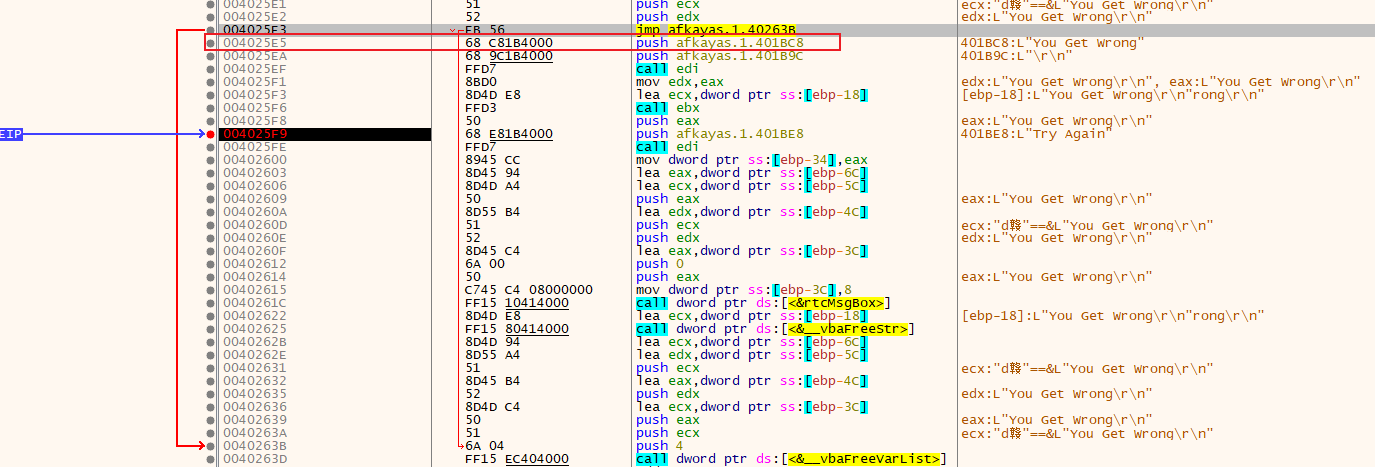 004025E1 51 push ecx ecx:"d䪫"==&L"You Get Wrong\r\n"
004025E2 52 push edx edx:L"You Get Wrong\r\n"
004025E3 EB 56 jmp afkayas.1.40263B
004025E5 68 C81B4000 push afkayas.1.401BC8 401BC8:L"You Get Wrong"
004025EA 68 9C1B4000 push afkayas.1.401B9C 401B9C:L"\r\n"
004025EF FFD7 call edi
004025F1 8BD0 mov edx,eax edx:L"You Get Wrong\r\n", eax:L"You Get Wrong\r\n"
004025F3 8D4D E8 lea ecx,dword ptr ss:[ebp-18] [ebp-18]:L"You Get Wrong\r\n"rong\r\n"
004025F6 FFD3 call ebx
004025F8 50 push eax eax:L"You Get Wrong\r\n"
EIP 004025F9 68 E81B4000 push afkayas.1.401BE8 401BE8:L"Try Again"
004025FE FFD7 call edi
00402600 8945 CC mov dword ptr ss:[ebp-34],eax
00402603 8D45 94 lea eax,dword ptr ss:[ebp-6C]
00402606 8D4D A4 lea ecx,dword ptr ss:[ebp-5C]
00402609 50 push eax eax:L"You Get Wrong\r\n"
0040260A 8D55 B4 lea edx,dword ptr ss:[ebp-4C]
0040260D 51 push ecx ecx:"d"==&L"You Get Wrong\r\n"
0040260E 52 push edx edx:L"You Get Wrong\r\n"
0040260F 8D45 C4 lea eax,dword ptr ss:[ebp-3C]
00402612 6A 00 push 0
00402614 50 push eax eax:L"You Get Wrong\r\n"
00402615 C745 C4 08000000 mov dword ptr ss:[ebp-3C],8
0040261C FF15 10414000 call dword ptr ds:[<&rtcMsgBox>]
00402622 8D4D E8 lea ecx,dword ptr ss:[ebp-18] [ebp-18]:L"You Get Wrong\r\n"rong\r\n"
00402625 FF15 80414000 call dword ptr ds:[<&__vbaFreeStr>]
0040262B 8D4D 94 lea ecx,dword ptr ss:[ebp-6C]
0040262E 8D55 A4 lea edx,dword ptr ss:[ebp-5C]
00402631 51 push ecx ecx:"d"==&L"You Get Wrong\r\n"
00402632 8D45 B4 lea eax,dword ptr ss:[ebp-4C]
00402635 52 push edx edx:L"You Get Wrong\r\n"
00402636 8D4D C4 lea ecx,dword ptr ss:[ebp-3C]
00402639 50 push eax eax:L"You Get Wrong\r\n"
0040263A 51 push ecx ecx:"d"==&L"You Get Wrong\r\n"
0040263B 6A 04 push 4
0040263D FF15 EC404000 call dword ptr ds:[<&__vbaFreeVarList>]